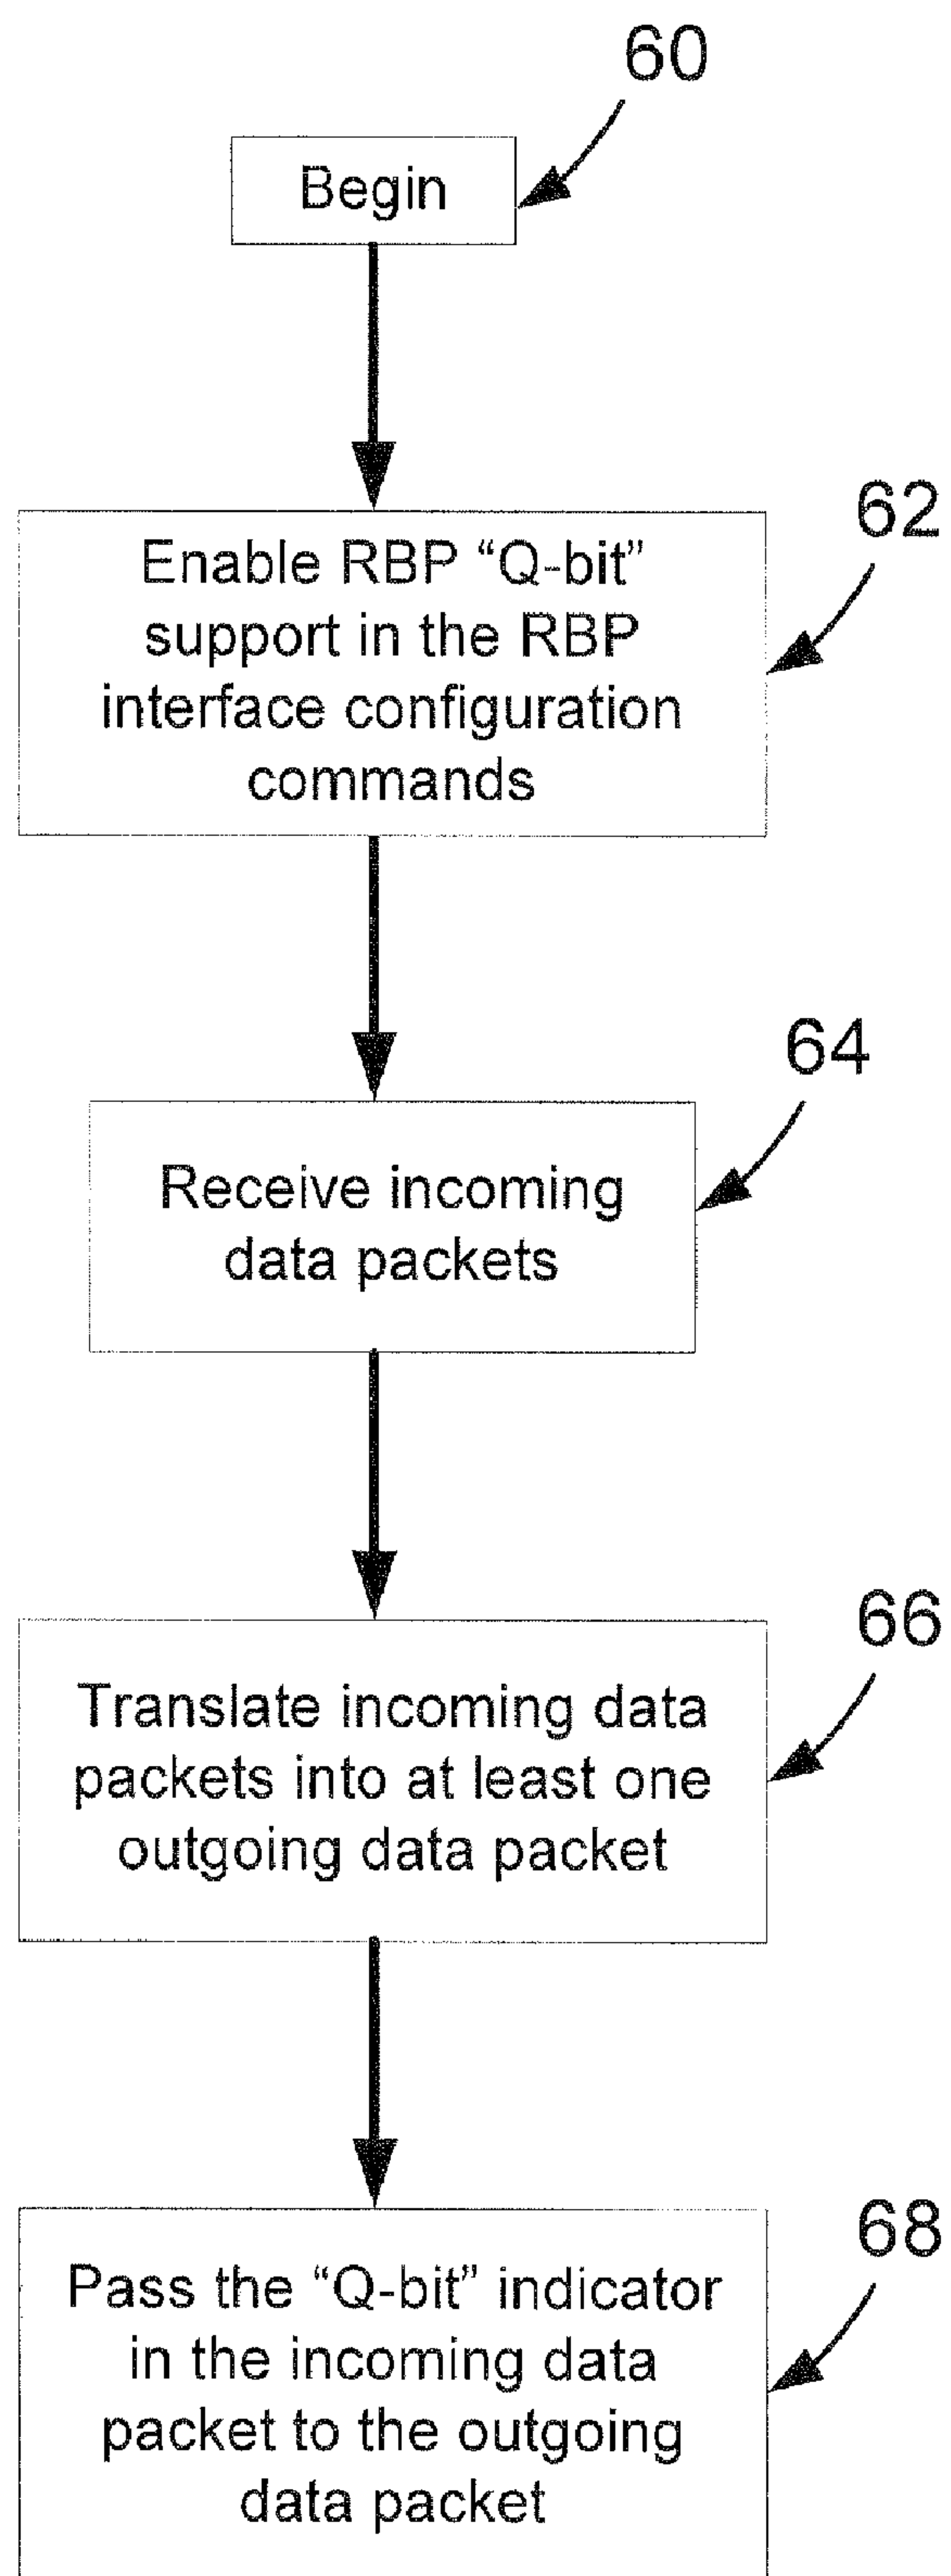 60
Begin
62
Enable RBP “Q-bit”
support in the RBP
interface configuration
commands
64
Receive incoming
data packets
66
Translate incoming data
packets into at least one
outgoing data packet
68
Pass the “Q-bit” indicator
in the incoming data
packet to the outgoing
data packet